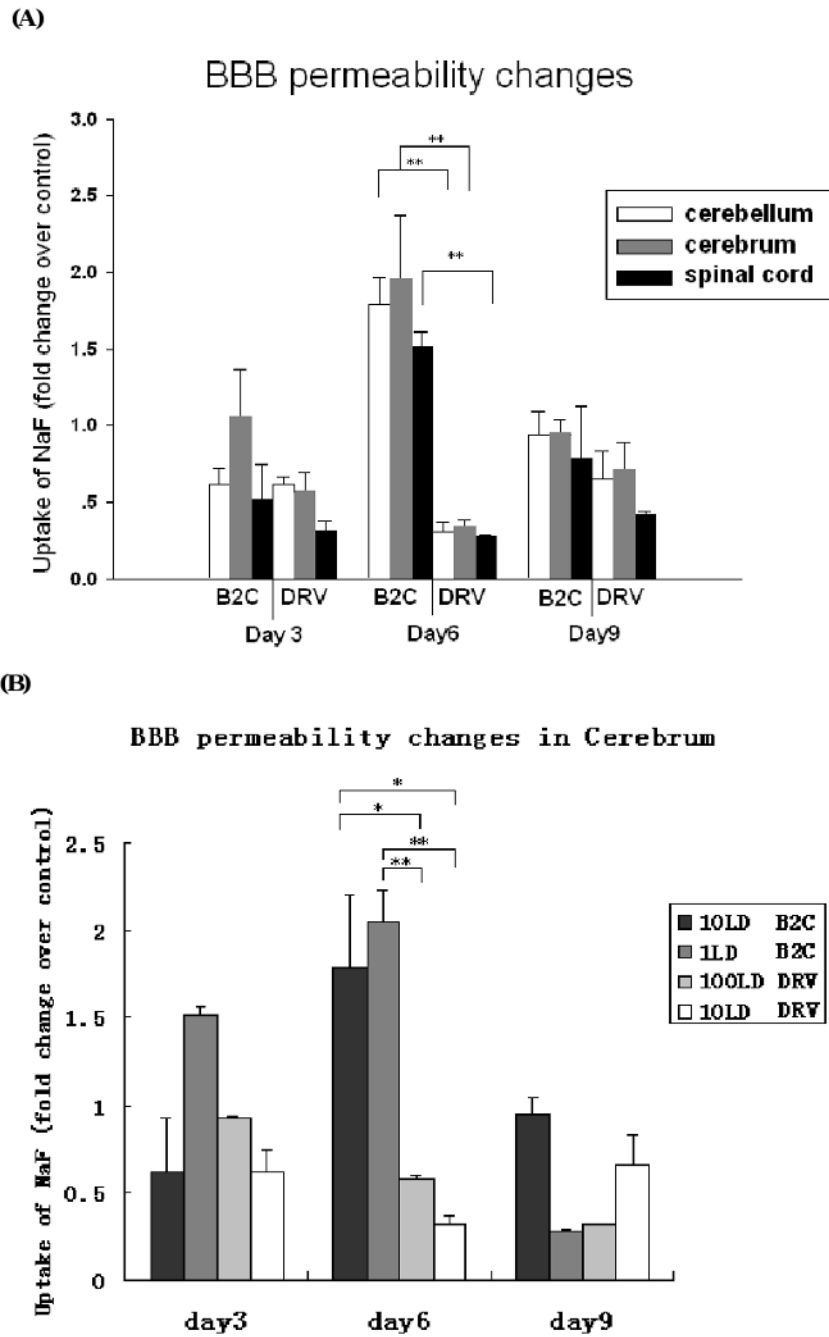 (A)
BBB permeability changes
Uptake of NaF (fold change over control)
3.0
2.5
2.0
1.5
1.0
.5
0.0
**
**
**
cerebellum
cerebrum
spinal cord
B2C DRV B2C DRV B2C DRV
Day 3 Day6 Day9
(B)
BBB permeability changes in Cerebrum
Uptake of NaF (fold change over control)
2.5
2
1.5
1
0.5
0
*
*
**
**
10LD B2C
1LD B2C
100LD DRV
10LD DRV
day3 day6 day9